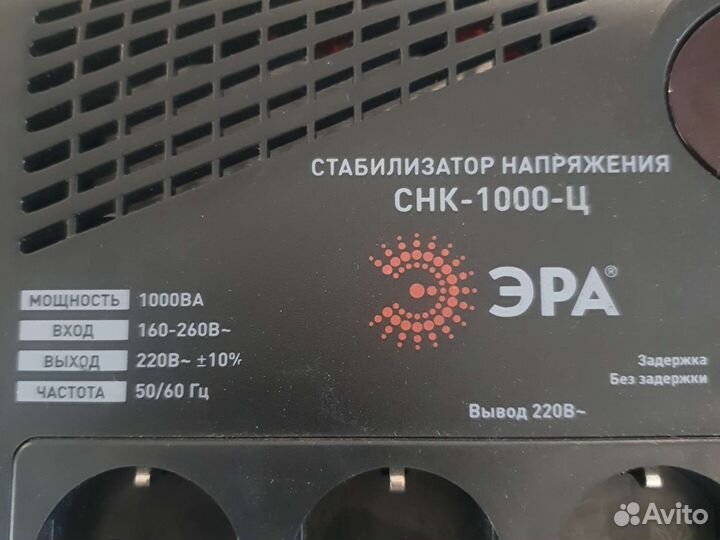 СТАБИЛИЗАТОР НАПРЯЖЕНИЯ
СНК-1000-Ц
ЭРА®
МОЩНОСТЬ 1000ВА
ВХОД 160-260В~
ВЫХОД 220В~ ±10%
ЧАСТОТА 50/60 Гц
Задержка
Без задержки
Вывод 220В~
Avito